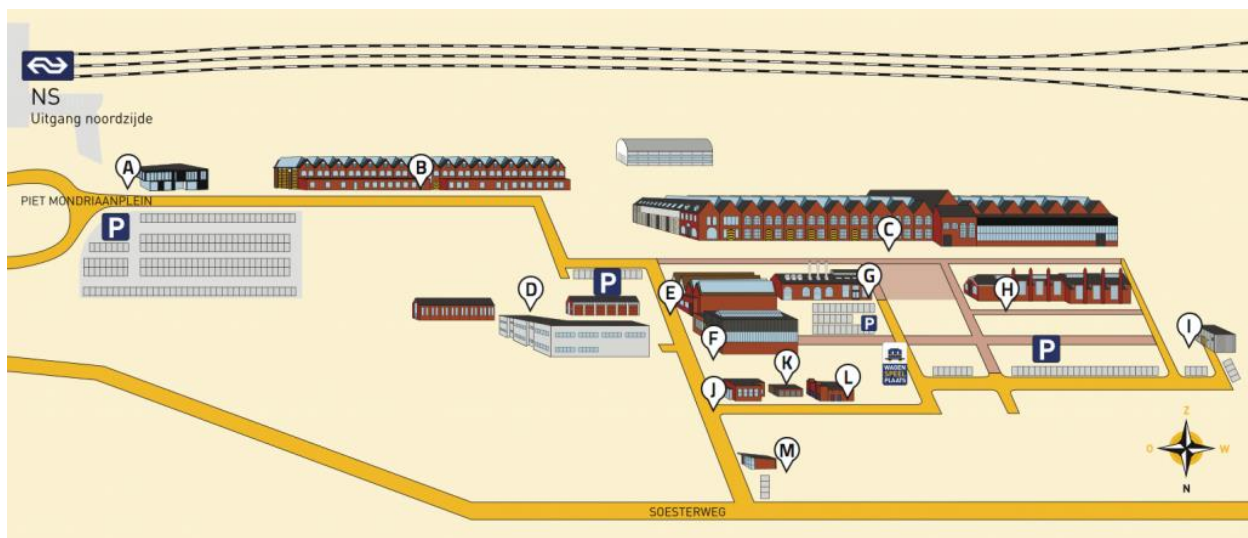 NS
Uitgang noordzijde
A
B
PIET MONDRIAANPLEIN
P
C
D
P
E
G
H
P
F
I
P
K
WAGEN
SPEEL
PLAATS
J
L
M
Z
O
W
N
SOESTERWEG